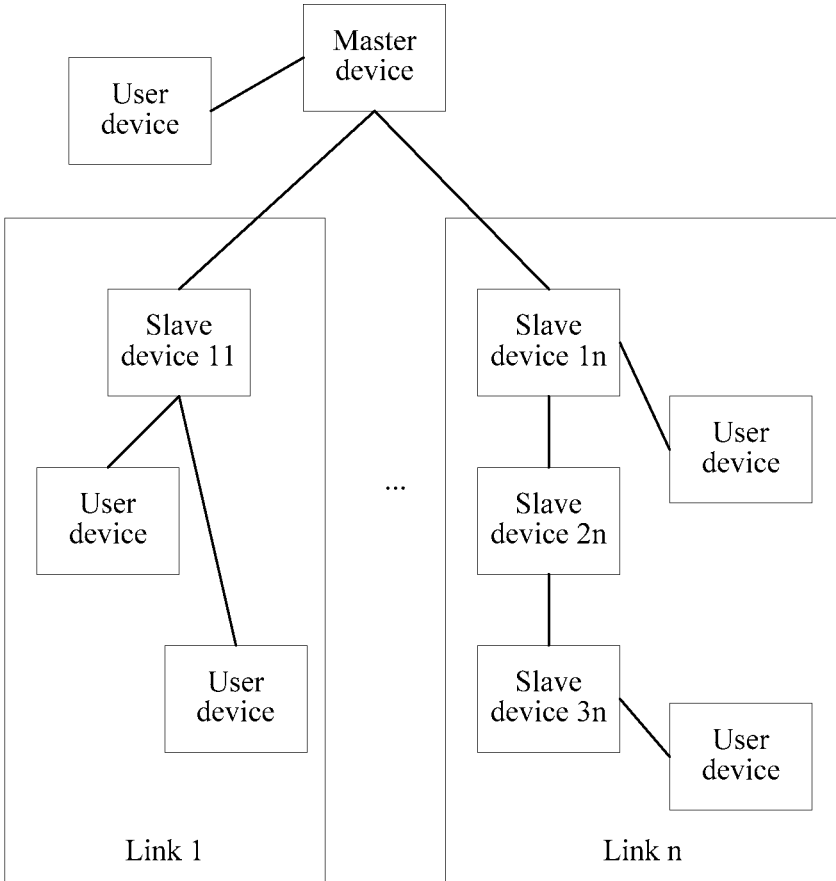 Master
device
User
device
Slave
device 11
User
device
User
device
Link 1
...
Slave
device 1n
User
device
Slave
device 2n
Slave
device 3n
User
device
Link n